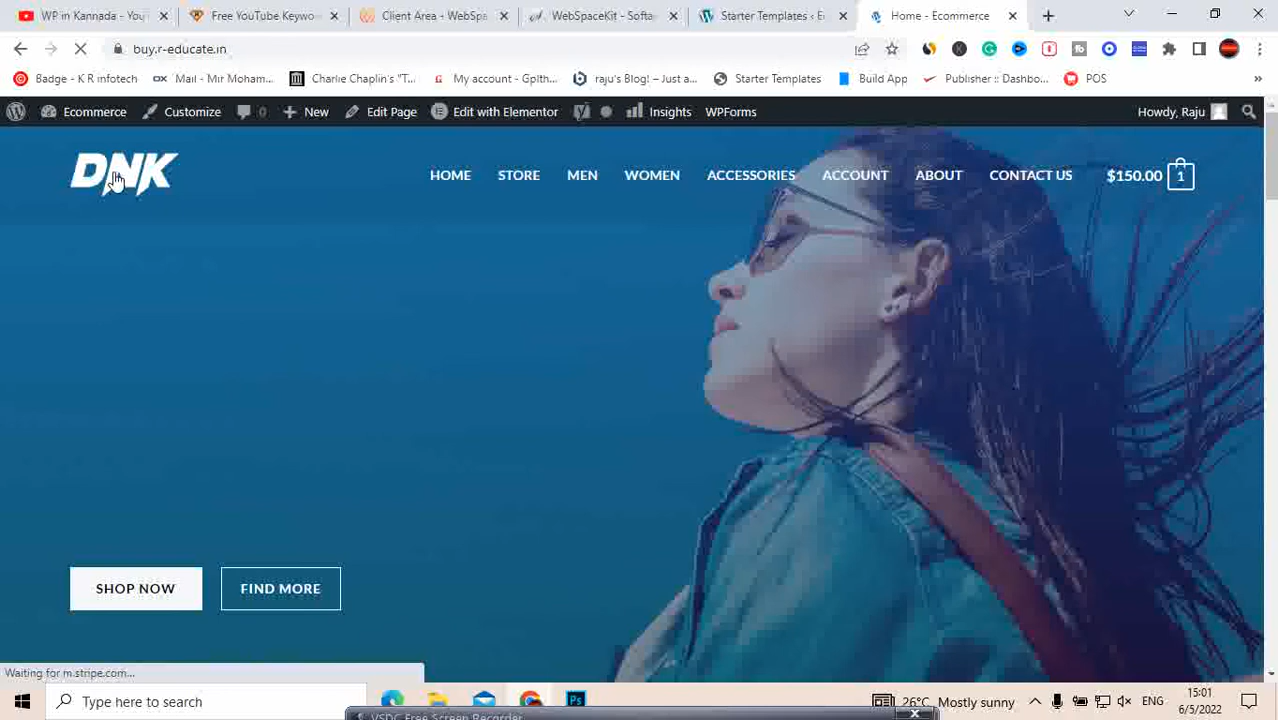 WP in Kannada - You
Free YouTube Keywo
Client Area - WebSpa
WebSpaceKit - Softa
Starter Templates - E
Home - Ecommerce
buy.r-educate.in
Badge - K R infotech
Mail - Mr Moham...
Charlie Chaplin's "T...
My account - Gpith...
raju's Blog! – Just a...
Starter Templates
Build App
Publisher :: Dashbo...
POS
»
Ecommerce
Customize
0
New
Edit Page
Edit with Elementor
Insights
WPForms
Howdy, Raju
DNK
HOME STORE MEN WOMEN ACCESSORIES ACCOUNT ABOUT CONTACT US $150.00 1
SHOP NOW FIND MORE
Waiting for m.stripe.com...
Type here to search
Ps
26°C Mostly sunny
ENG
15:01
6/5/2022
VSDC Free Screen Recorder